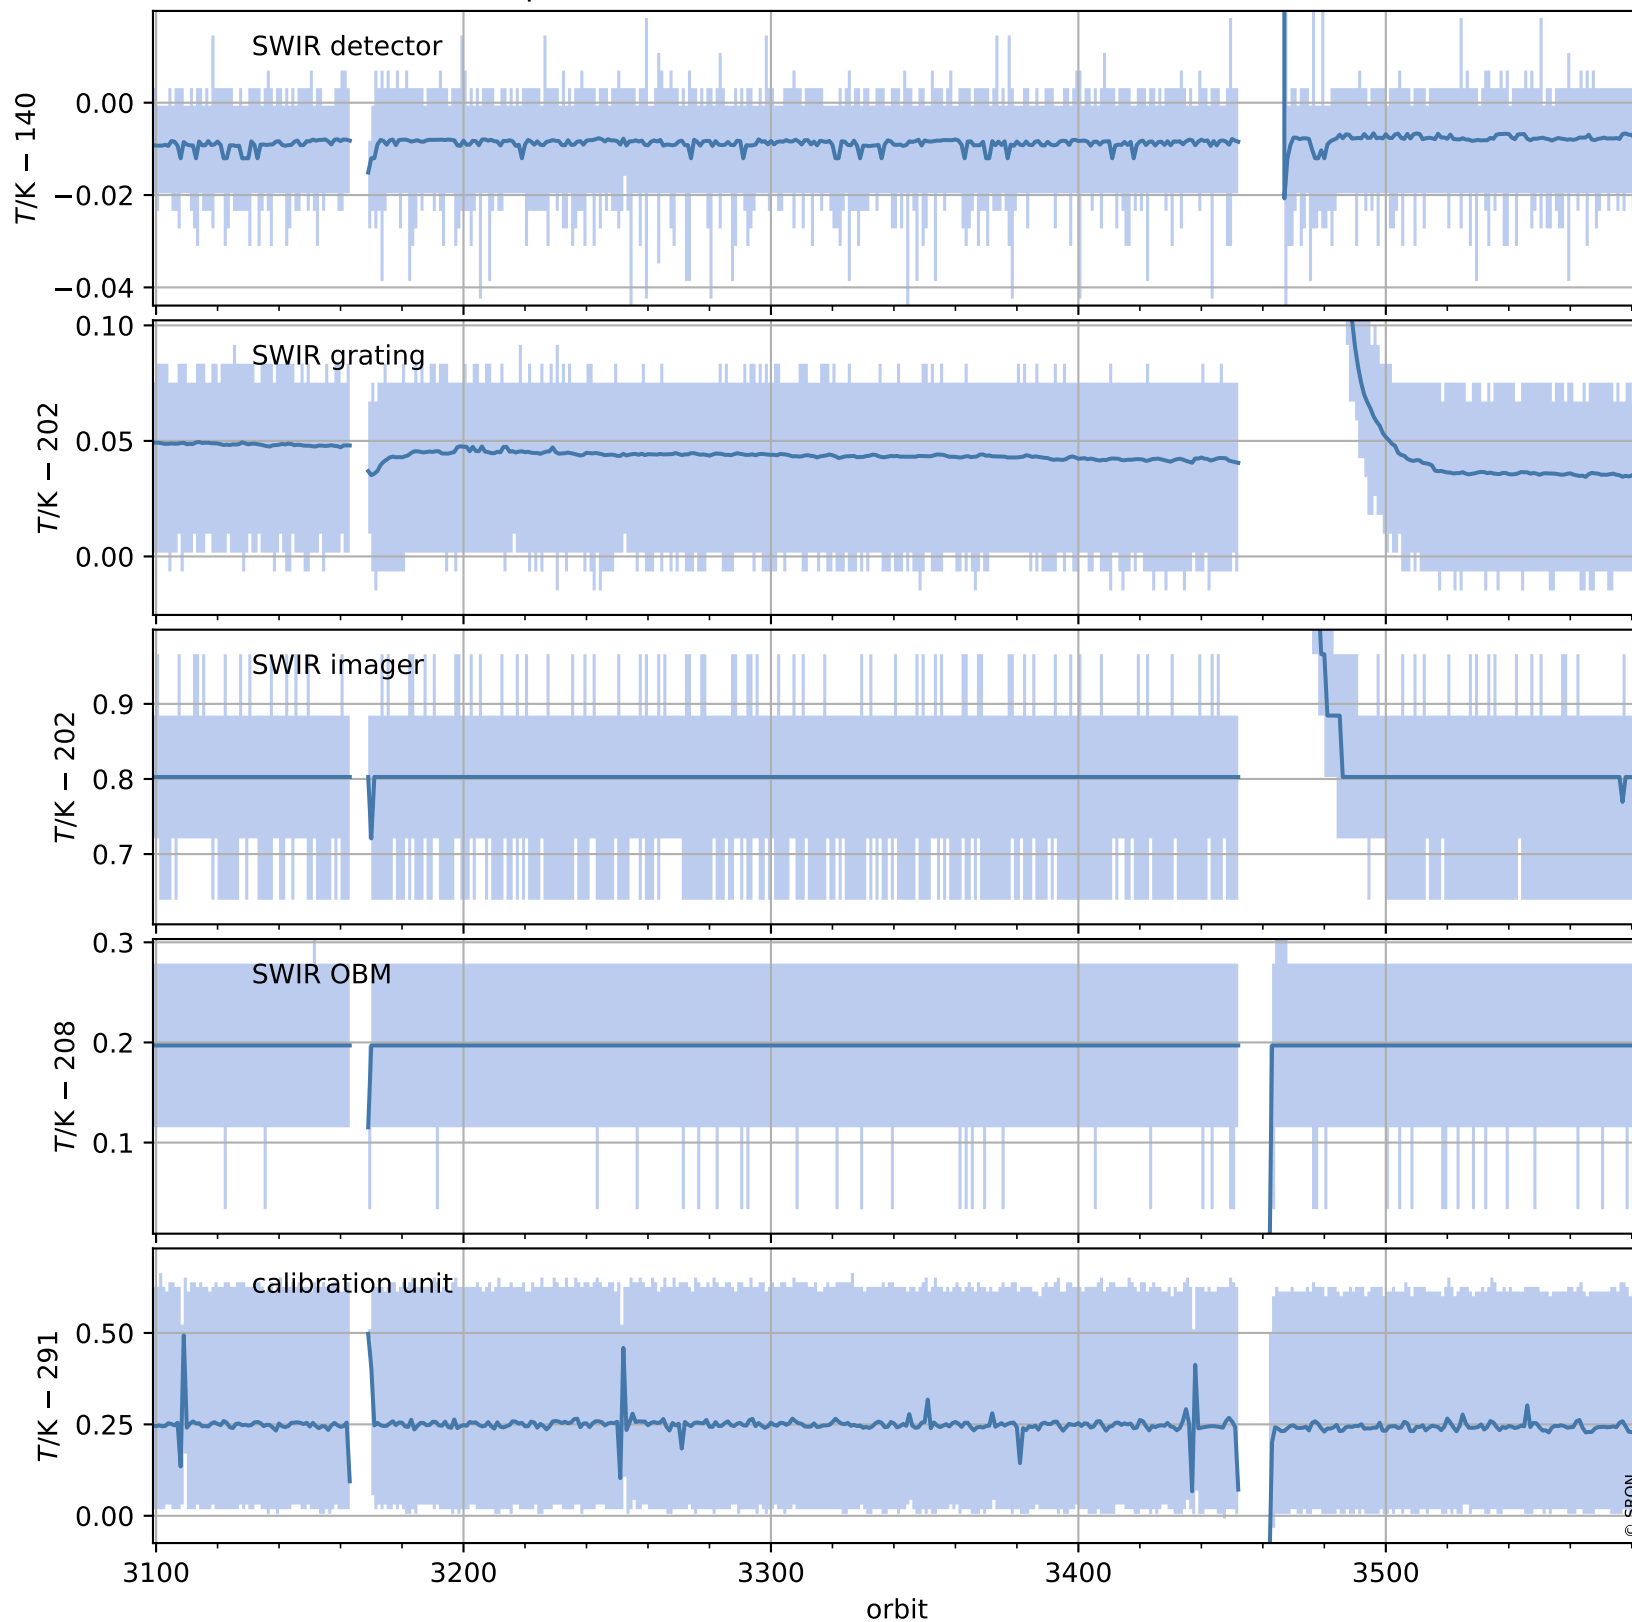 SWIR detector
T/K − 140
0.00
−0.02
−0.04
SWIR grating
T/K − 202
0.10
0.05
0.00
SWIR imager
T/K − 202
0.9
0.8
0.7
SWIR OBM
T/K − 208
0.3
0.2
0.1
calibration unit
T/K − 291
0.50
0.25
0.00
3100 3200 3300 3400 3500
orbit
© SRON